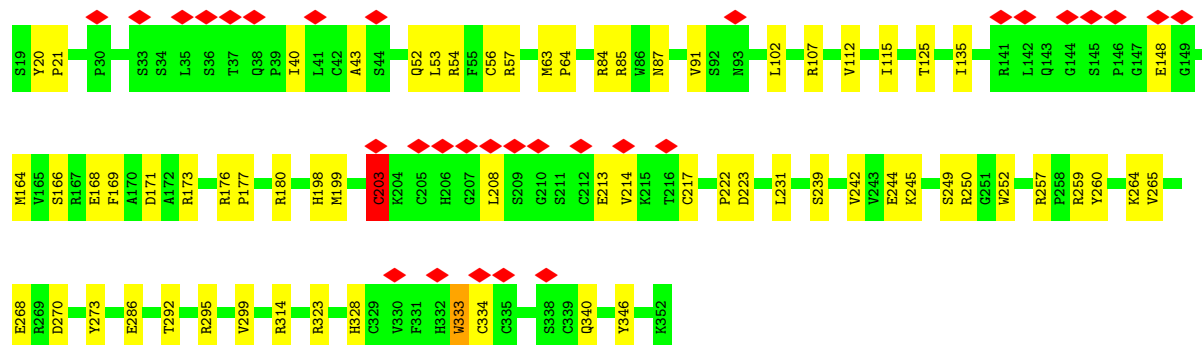 S19 Y20 P21 P30 S33 S34 L35 S36 T37 Q38 P39 I40 L41 C42 A43 S44 Q52 L53 R54 F55 C56 R57 M63 P64 R84 R85 W86 N87 V91 S92 N93 L102 R107 V112 I115 T125 I135 R141 L142 Q143 G144 S145 P146 G147 E148 G149
M164 V165 S166 R167 E168 F169 A170 D171 A172 R173 R176 P177 R180 H198 M199 C203 K204 C205 H206 G207 L208 S209 G210 S211 C212 E213 V214 K215 T216 C217 P222 D223 L231 S239 V242 V243 E244 K245 S249 R250 G251 W252 R257 P258 R259 Y260 K264 V265
E268 R269 D270 Y273 E286 T292 R295 V299 R314 R323 H328 C329 V330 F331 H332 W333 C334 C335 S338 C339 Q340 Y346 K352